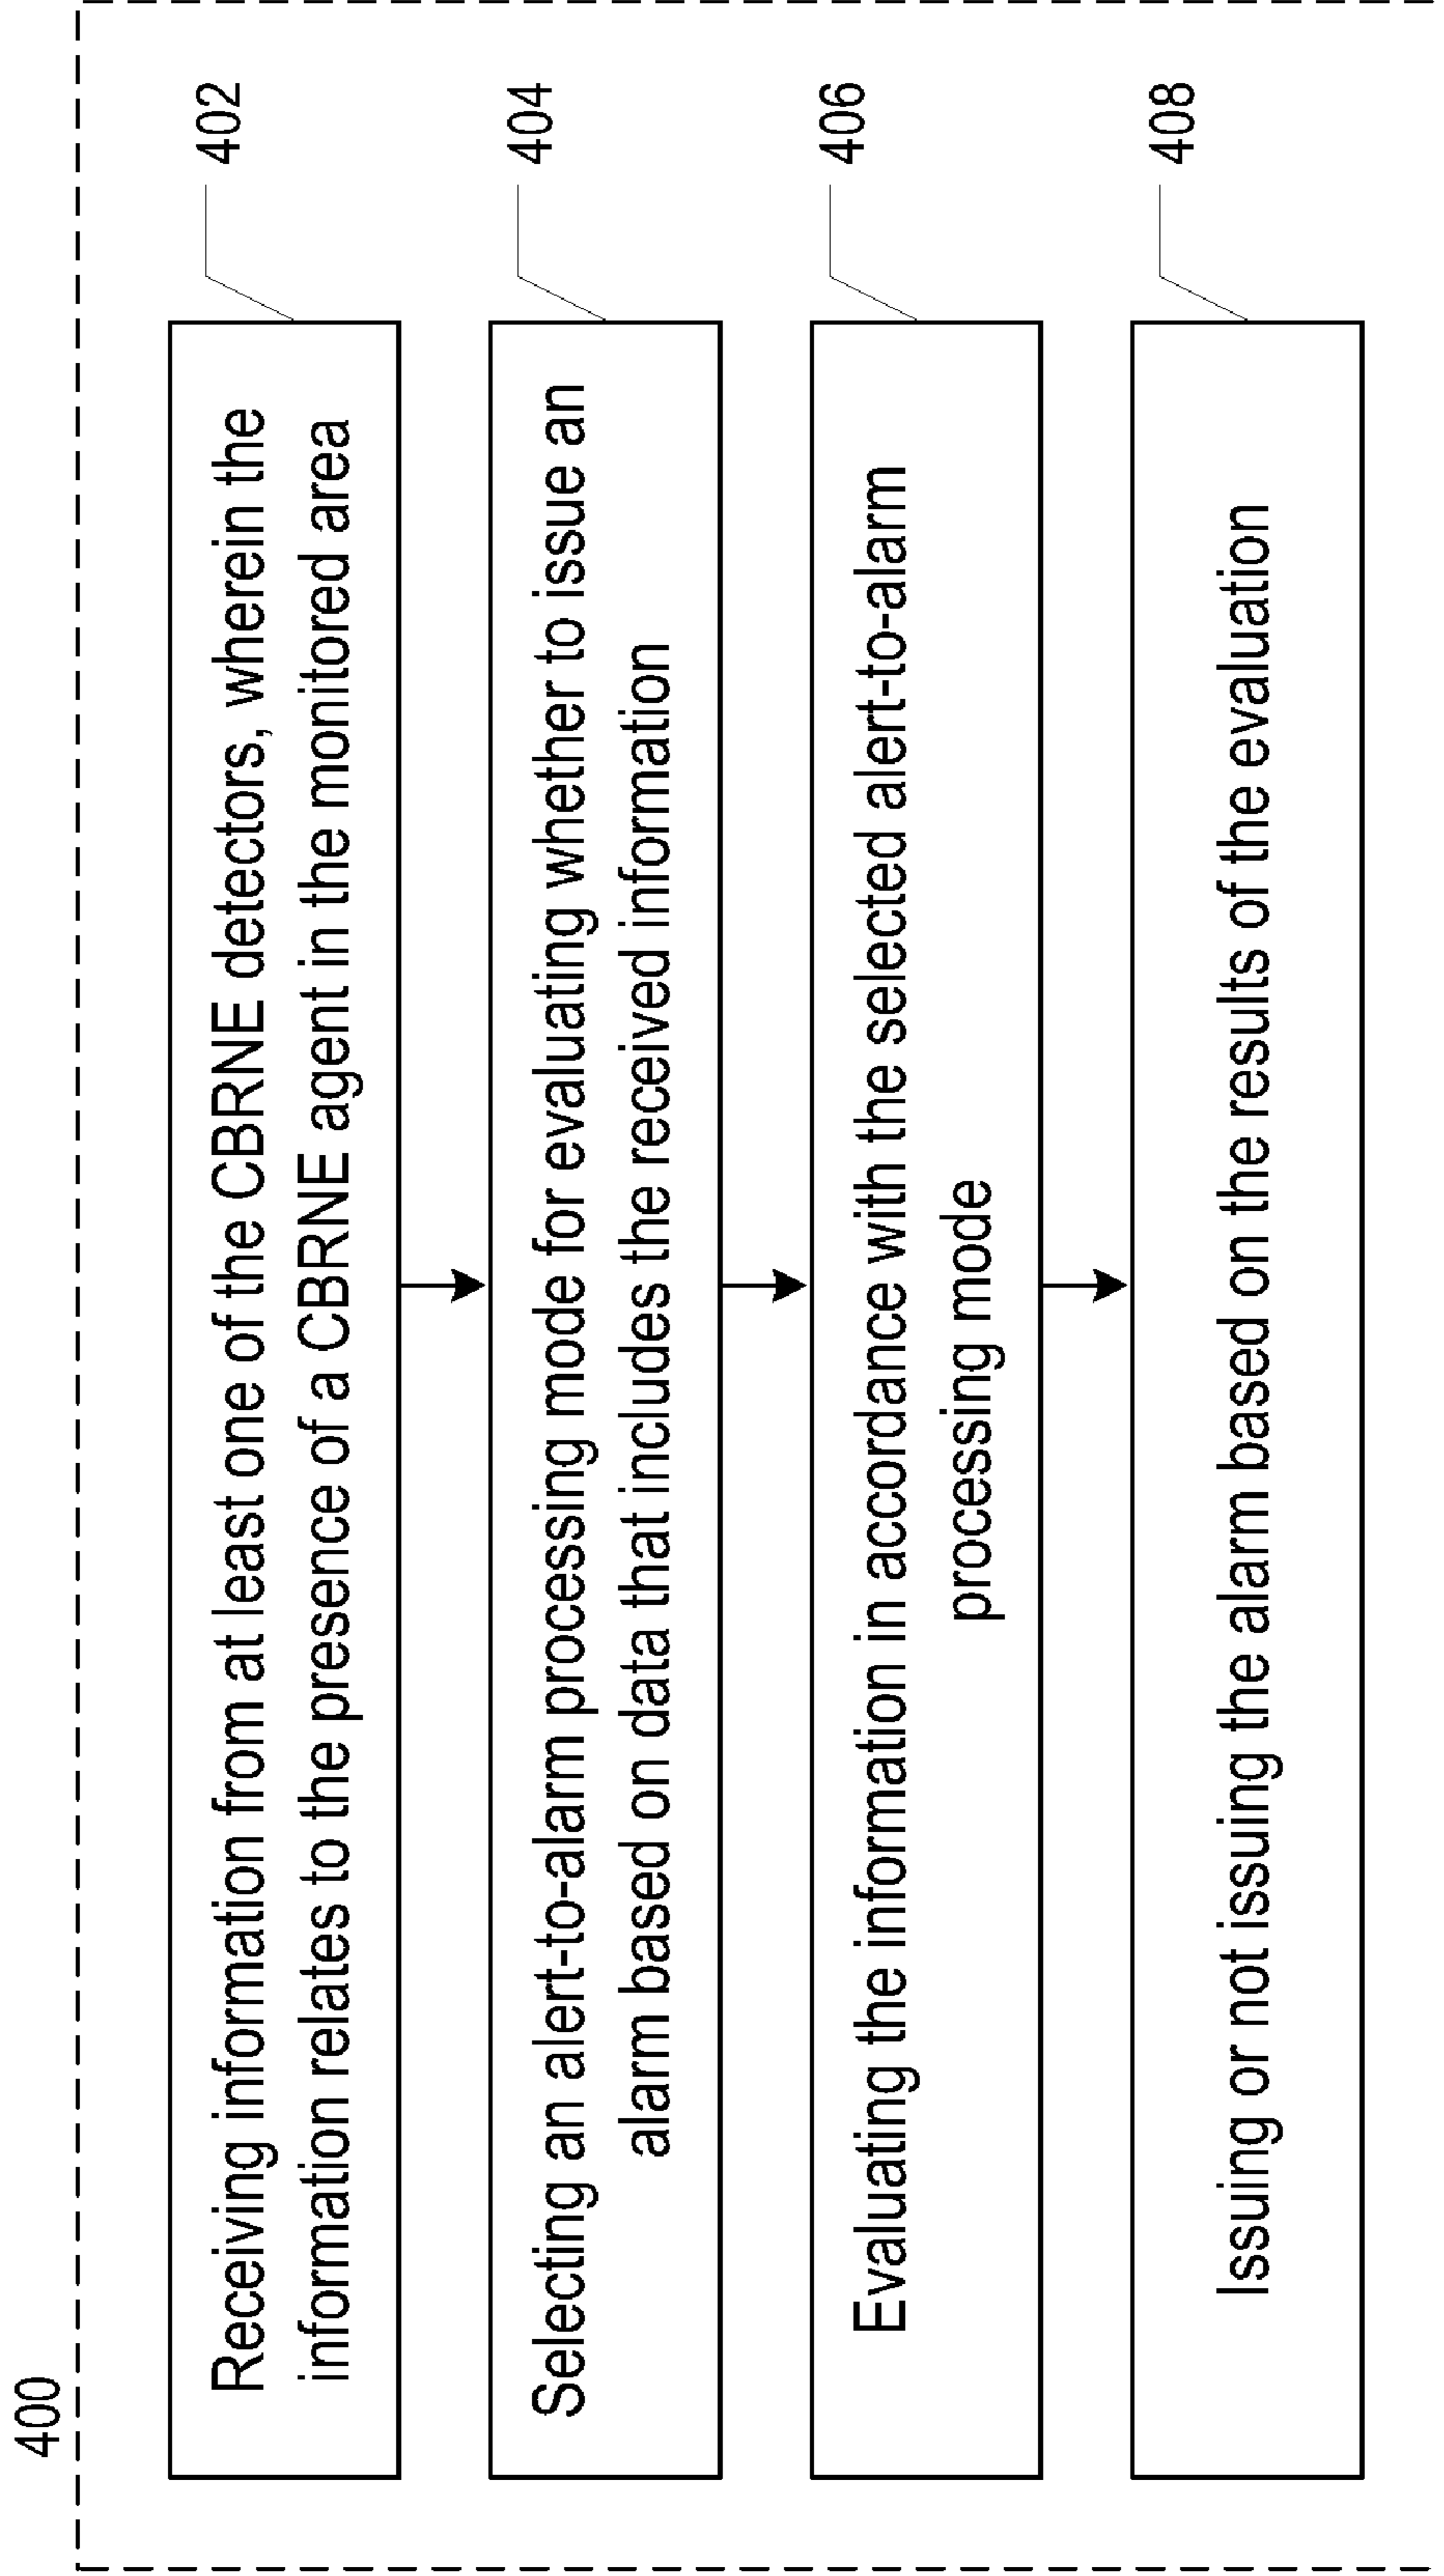 400
Receiving information from at least one of the CBRNE detectors, wherein the
information relates to the presence of a CBRNE agent in the monitored area
402
Selecting an alert-to-alarm processing mode for evaluating whether to issue an
alarm based on data that includes the received information
404
Evaluating the information in accordance with the selected alert-to-alarm
processing mode
406
Issuing or not issuing the alarm based on the results of the evaluation
408